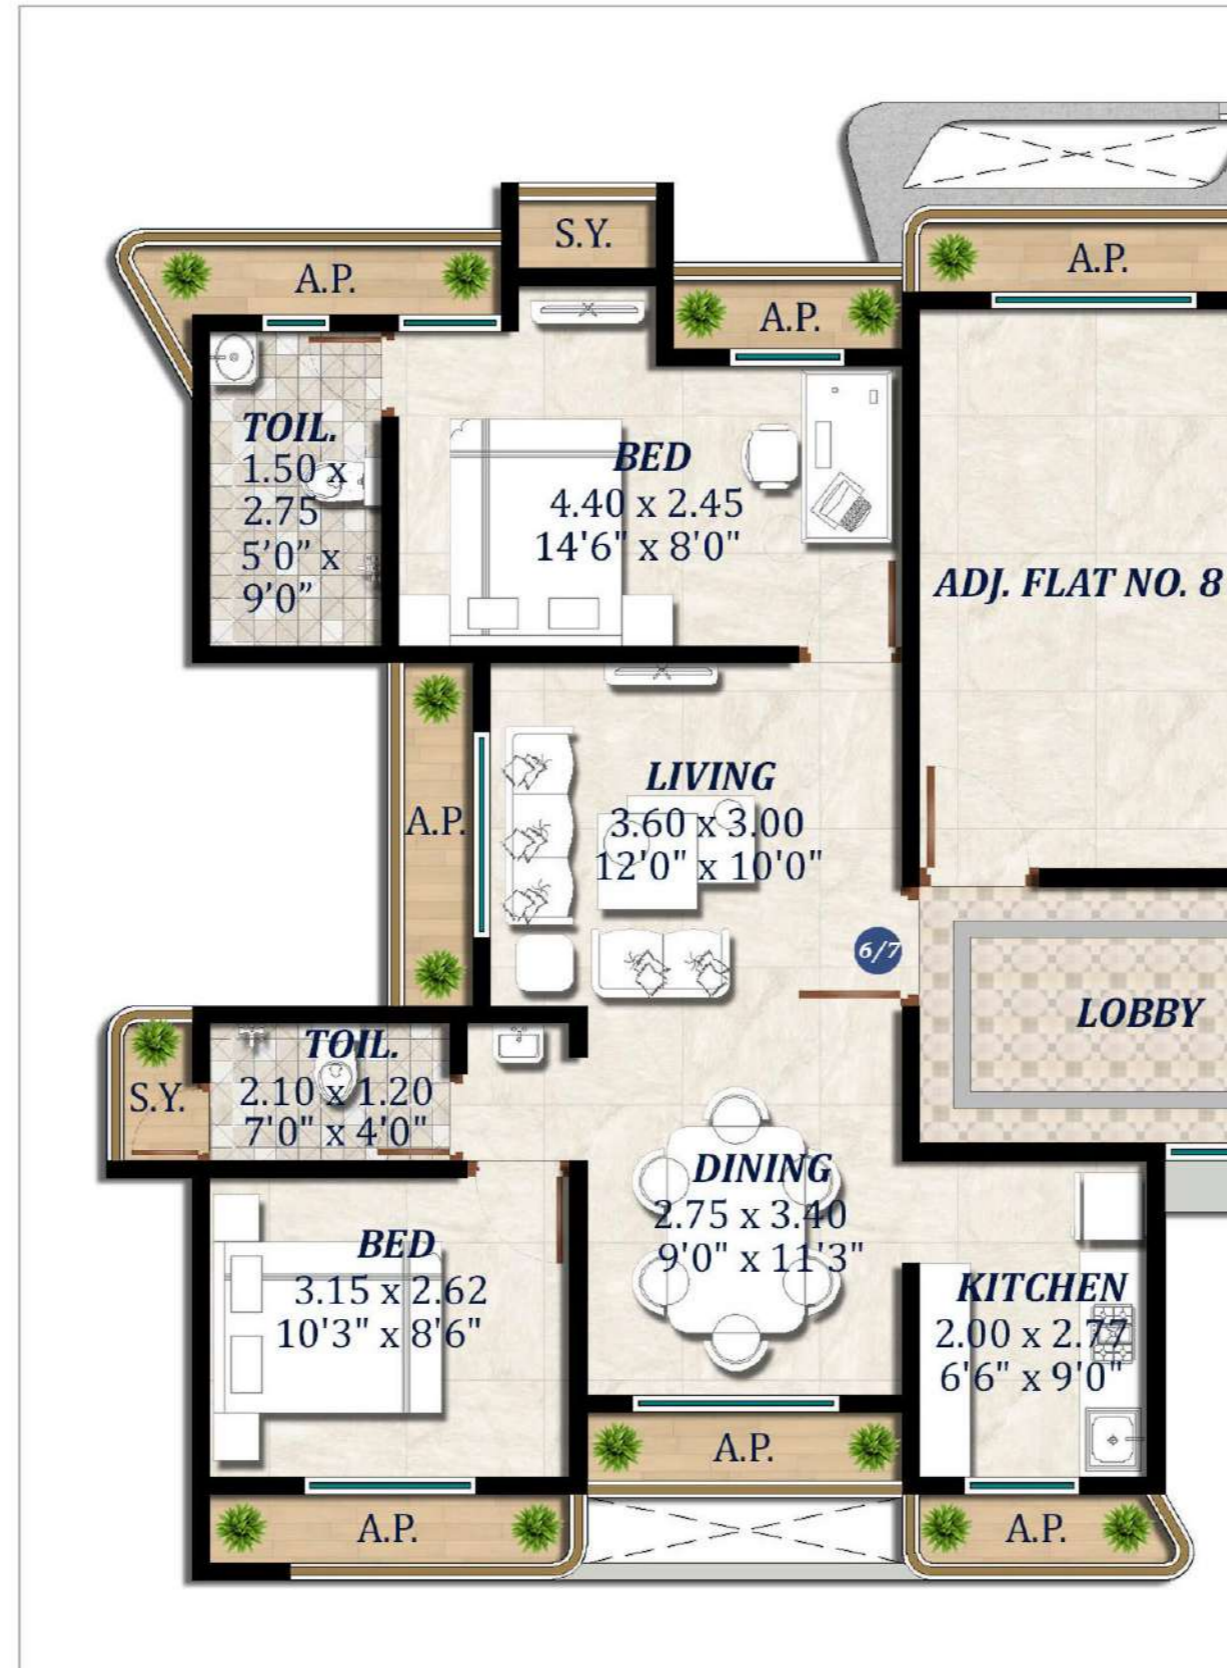 S.Y.
A.P.
A.P.
A.P.
TOIL.
1.50 x
2.75
5'0" x
9'0"
BED
4.40 x 2.45
14'6" x 8'0"
ADJ. FLAT NO. 8
A.P.
LIVING
3.60 x 3.00
12'0" x 10'0"
6/7
LOBBY
S.Y.
TOIL.
2.10 x 1.20
7'0" x 4'0"
DINING
2.75 x 3.40
9'0" x 11'3"
BED
3.15 x 2.62
10'3" x 8'6"
KITCHEN
2.00 x 2.77
6'6" x 9'0"
A.P.
A.P.
A.P.